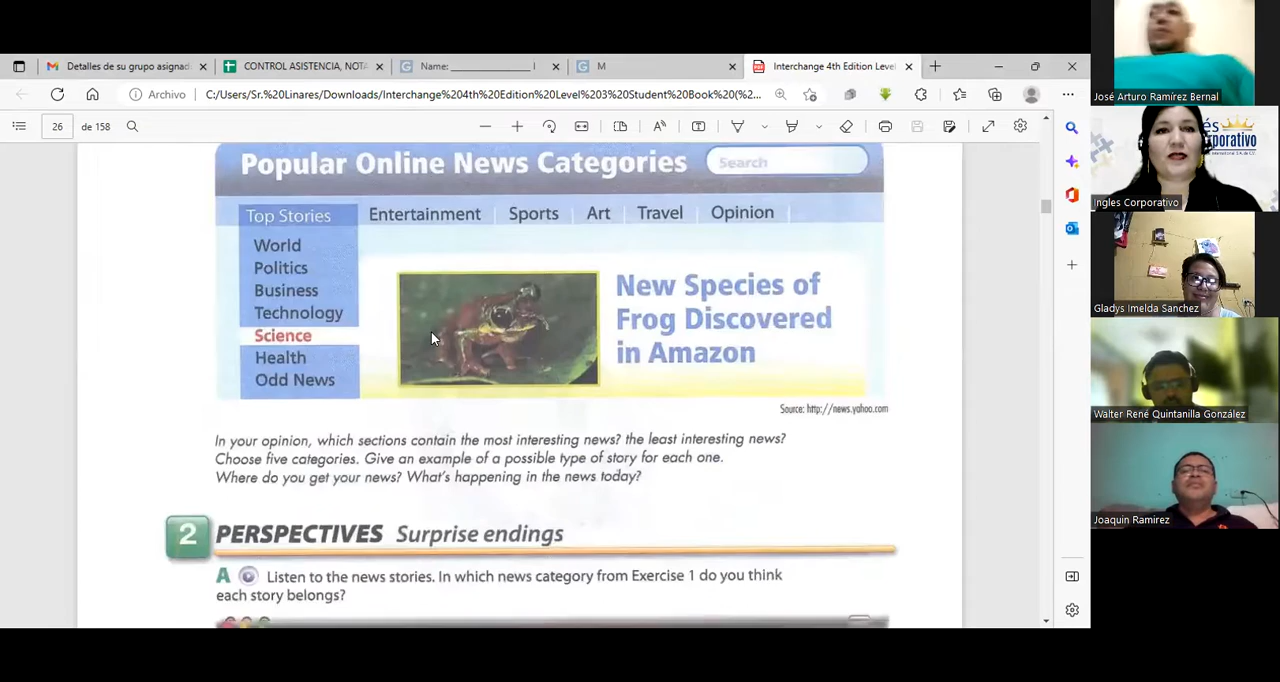 Detalles de su grupo asignad
CONTROL ASISTENCIA, NOTA
Name: ______________ I
M
Interchange 4th Edition Level
Archivo
C:/Users/Sr.%20Linares/Downloads/Interchange%204th%20Edition%20Level%203%20Student%20Book%20(%2...
26 de 158
Popular Online News Categories
Search
Top Stories Entertainment Sports Art Travel Opinion
World
Politics
Business
Technology
Science
Health
Odd News
New Species of
Frog Discovered
in Amazon
Source: http://news.yahoo.com
In your opinion, which sections contain the most interesting news? the least interesting news?
Choose five categories. Give an example of a possible type of story for each one.
Where do you get your news? What's happening in the news today?
2 PERSPECTIVES Surprise endings
A Listen to the news stories. In which news category from Exercise 1 do you think
each story belongs?
José Arturo Ramírez Bernal
Ingles Corporativo
Gladys Imelda Sanchez
Walter René Quintanilla González
Joaquin Ramirez